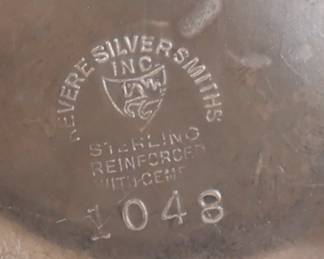 REVERE SILVERSMITHS
INC.
STERLING
REINFORCED
WITH CEMENT
1048